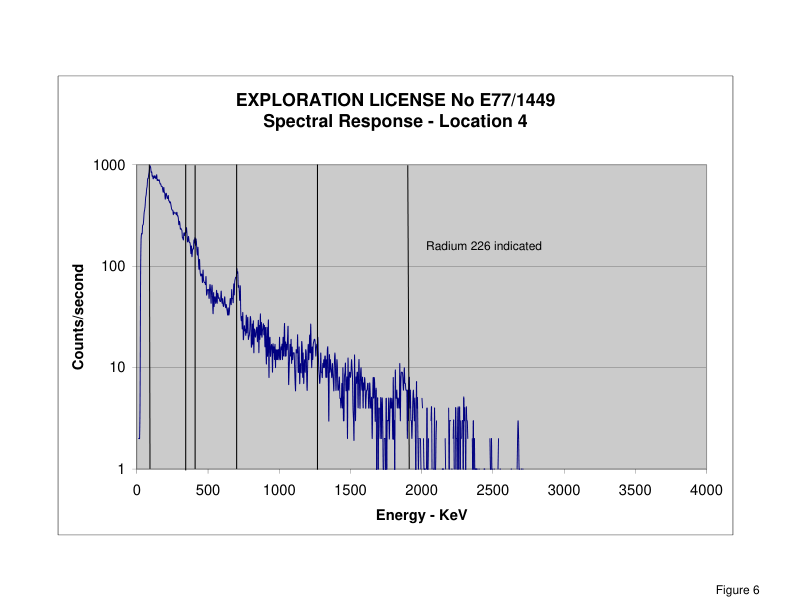 EXPLORATION LICENSE No E77/1449
Spectral Response - Location 4
1000
100
10
1
Counts/second
Radium 226 indicated
0 500 1000 1500 2000 2500 3000 3500 4000
Energy - KeV
Figure 6